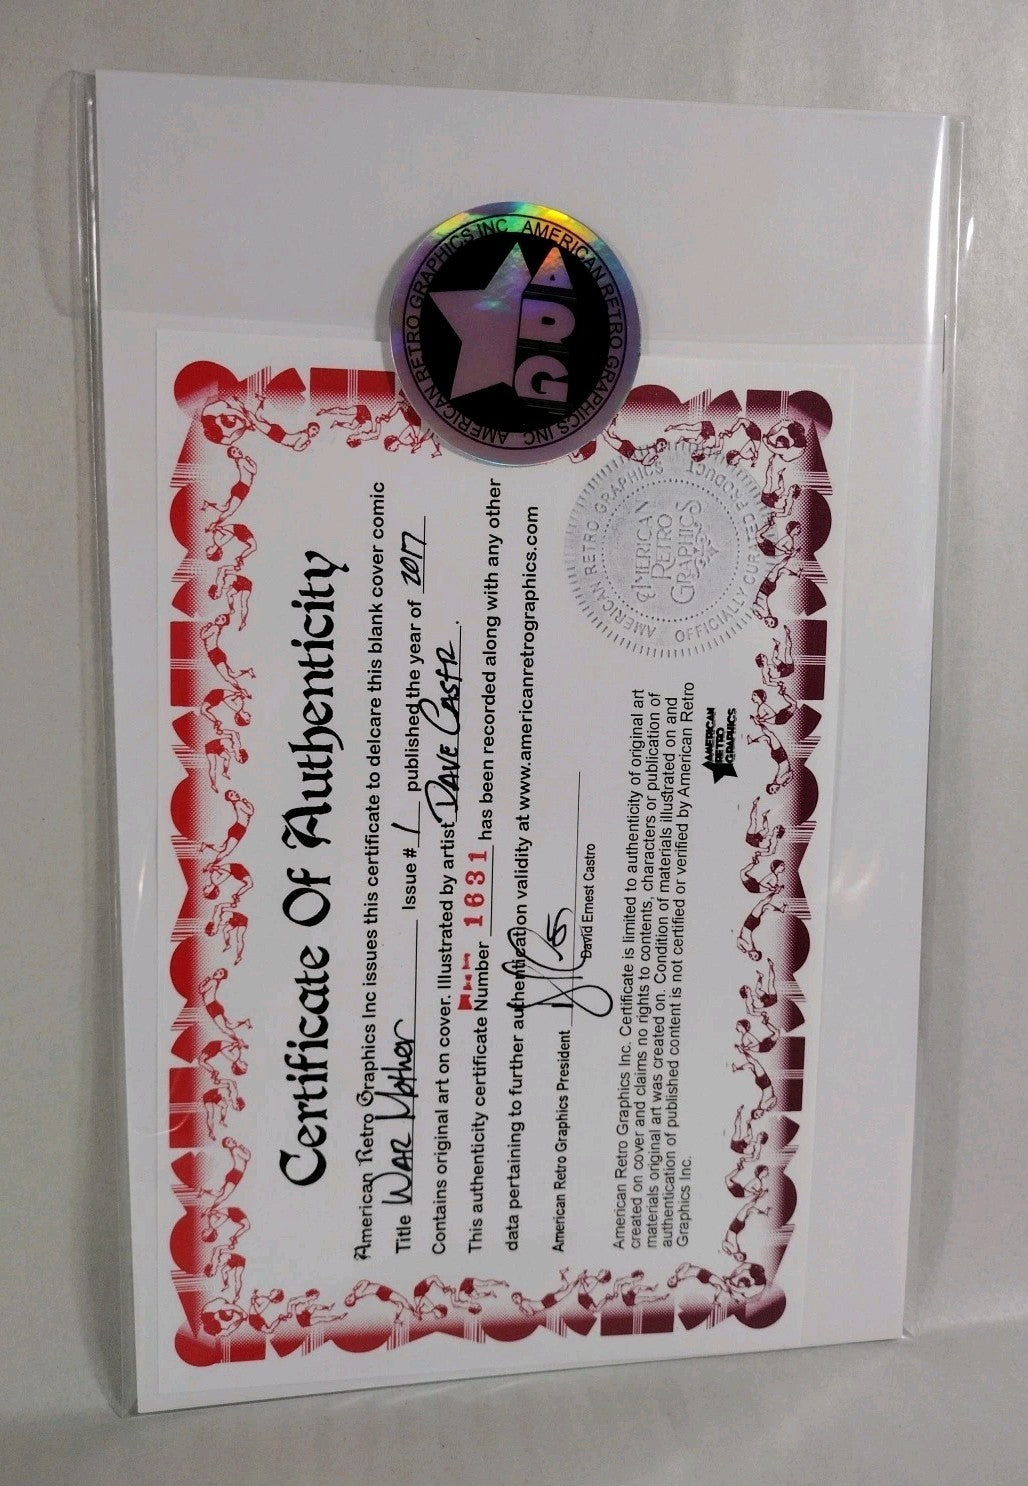 AMERICAN RETRO GRAPHICS INC AMERICAN RETRO GRAPHICS INC
ARG
Certificate Of Authenticity
American Retro Graphics Inc issues this certificate to delcare this blank cover comic
Title War Mother Issue # 1 published the year of 2017
Contains original art on cover. Illustrated by artist Dave Castr.
This authenticity certificate Number 1631 has been recorded along with any other
data pertaining to further authentication validity at www.americanretrographics.com
American Retro Graphics President
David Ernest Castro
American Retro Graphics Inc. Certificate is limited to authenticity of original art
created on cover and claims no rights to contents, characters or publication of
materials original art was created on. Condition of materials illustrated on and
authentication of published content is not certified or verified by American Retro
Graphics Inc.
AMERICAN
RETRO
GRAPHICS
AMERICAN RETRO GRAPHICS
OFFICIALLY CURATED PRODUCT
AMERICAN
RETRO
GRAPHICS